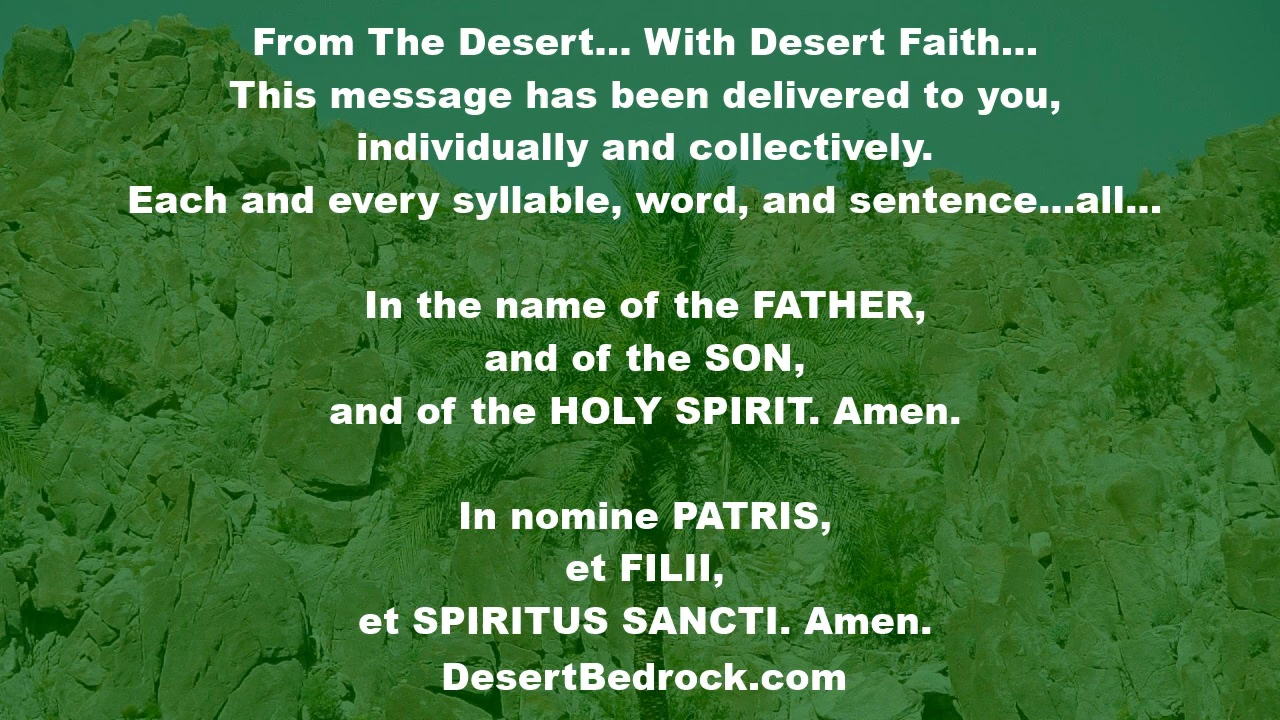 From The Desert... With Desert Faith...
This message has been delivered to you,
individually and collectively.
Each and every syllable, word, and sentence...all...
In the name of the FATHER,
and of the SON,
and of the HOLY SPIRIT. Amen.
In nomine PATRIS,
et FILII,
et SPIRITUS SANCTI. Amen.
DesertBedrock.com